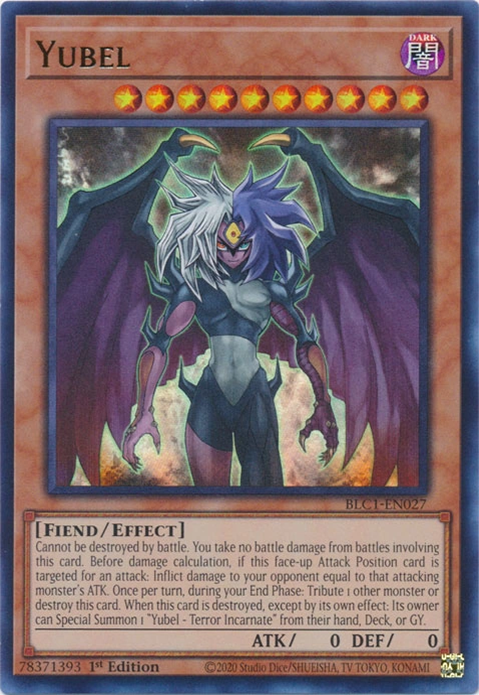 YUBEL
DARK
闇
BLC1-EN027
[FIEND/EFFECT]
Cannot be destroyed by battle. You take no battle damage from battles involving
this card. Before damage calculation, if this face-up Attack Position card is
targeted for an attack: Inflict damage to your opponent equal to that attacking
monster's ATK. Once per turn, during your End Phase: Tribute 1 other monster or
destroy this card. When this card is destroyed, except by its own effect: Its owner
can Special Summon 1 "Yubel - Terror Incarnate" from their hand, Deck, or GY.
ATK/ 0 DEF/ 0
78371393 1st Edition ©2020 Studio Dice/SHUEISHA, TV TOKYO, KONAMI